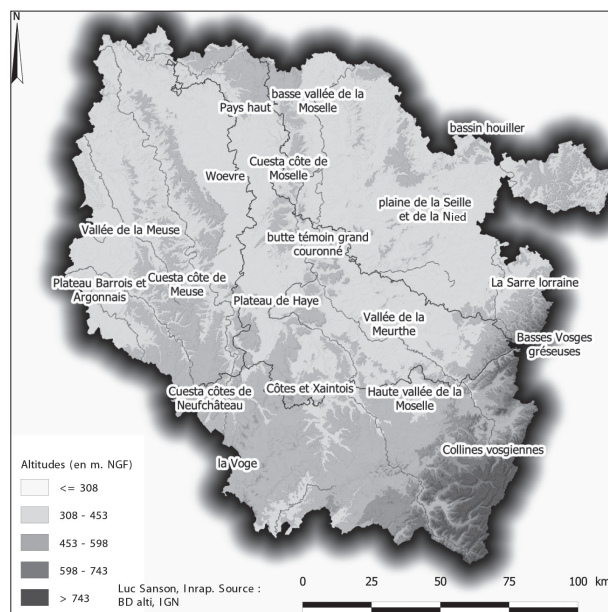 N
Pays haut
basse vallée de la
Moselle
bassin houiller
Cuesta côte de
Moselle
Woevre
plaine de la Seille
et de la Nied
Vallée de la Meuse
butte témoin grand
couronné
Plateau Barrois et
Argonnais
Cuesta côte de
Meuse
La Sarre lorraine
Plateau de Haye
Vallée de la
Meurthe
Basses Vosges
gréseuses
Cuesta côtes de
Neufchâteau
Côtes et Xaintois
Haute vallée de la
Moselle
la Voge
Collines vosgiennes
Altitudes (en m. NGF)
<= 308
308 - 453
453 - 598
598 - 743
> 743
Luc Sanson, Inrap. Source :
BD alti, IGN
0 25 50 75 100 km